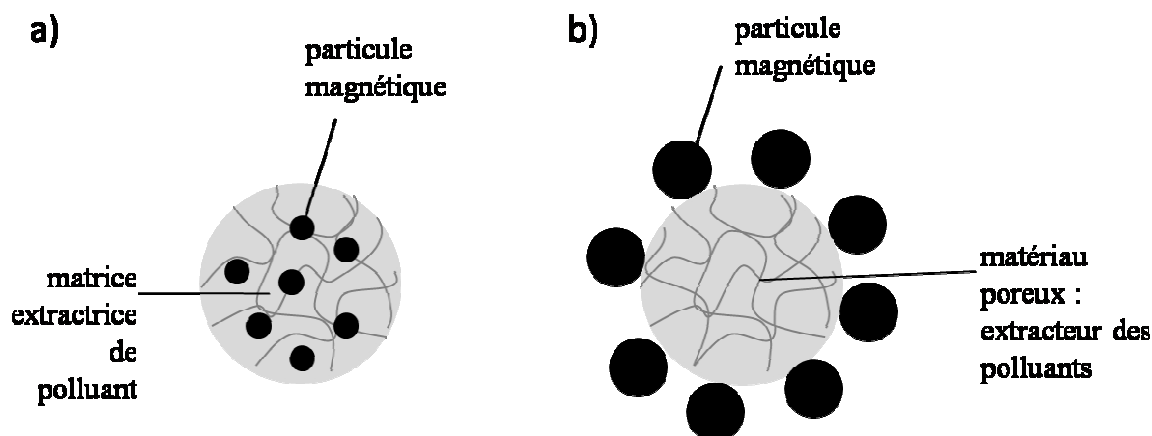 a)
particule
magnétique
matrice
extractrice
de
polluant
b)
particule
magnétique
matériau
poreux :
extracteur des
polluants